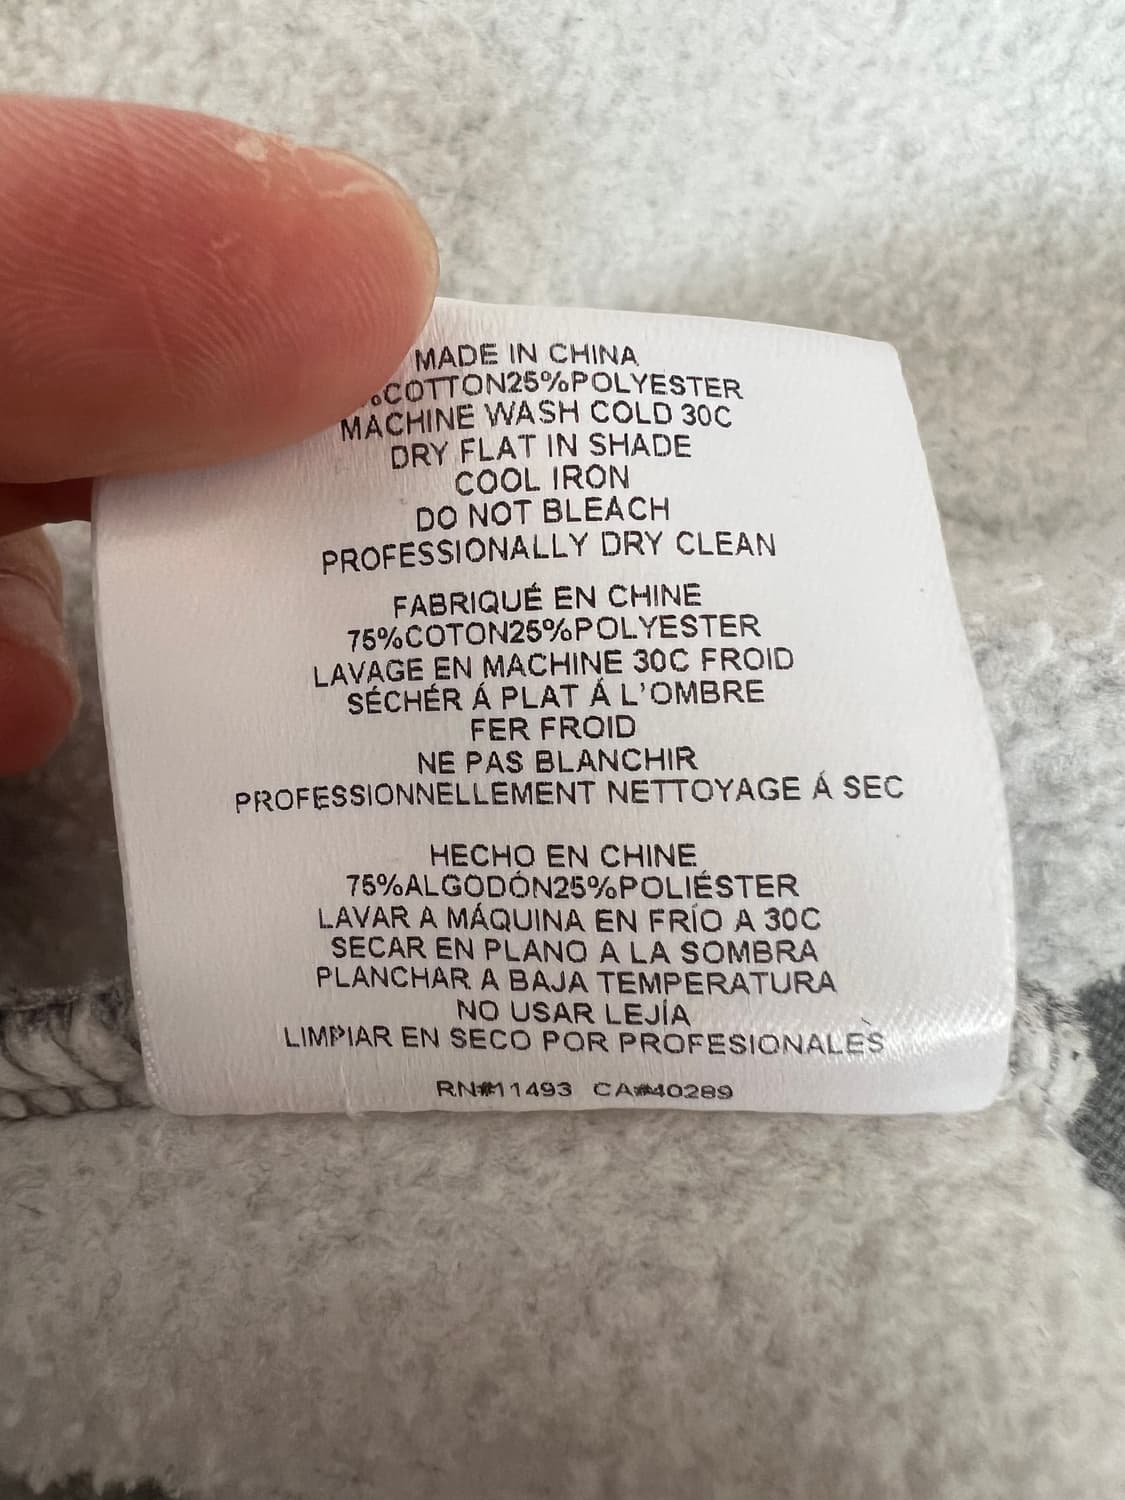 MADE IN CHINA
%COTTON25%POLYESTER
MACHINE WASH COLD 30C
DRY FLAT IN SHADE
COOL IRON
DO NOT BLEACH
PROFESSIONALLY DRY CLEAN
FABRIQUÉ EN CHINE
75%COTON25%POLYESTER
LAVAGE EN MACHINE 30C FROID
SÉCHÉR Á PLAT Á L'OMBRE
FER FROID
NE PAS BLANCHIR
PROFESSIONNELLEMENT NETTOYAGE Á SEC
HECHO EN CHINE
75%ALGODÓN25%POLIÉSTER
LAVAR A MÁQUINA EN FRÍO A 30C
SECAR EN PLANO A LA SOMBRA
PLANCHAR A BAJA TEMPERATURA
NO USAR LEJÍA
LIMPIAR EN SECO POR PROFESIONALES
RN#11493 CA#40289